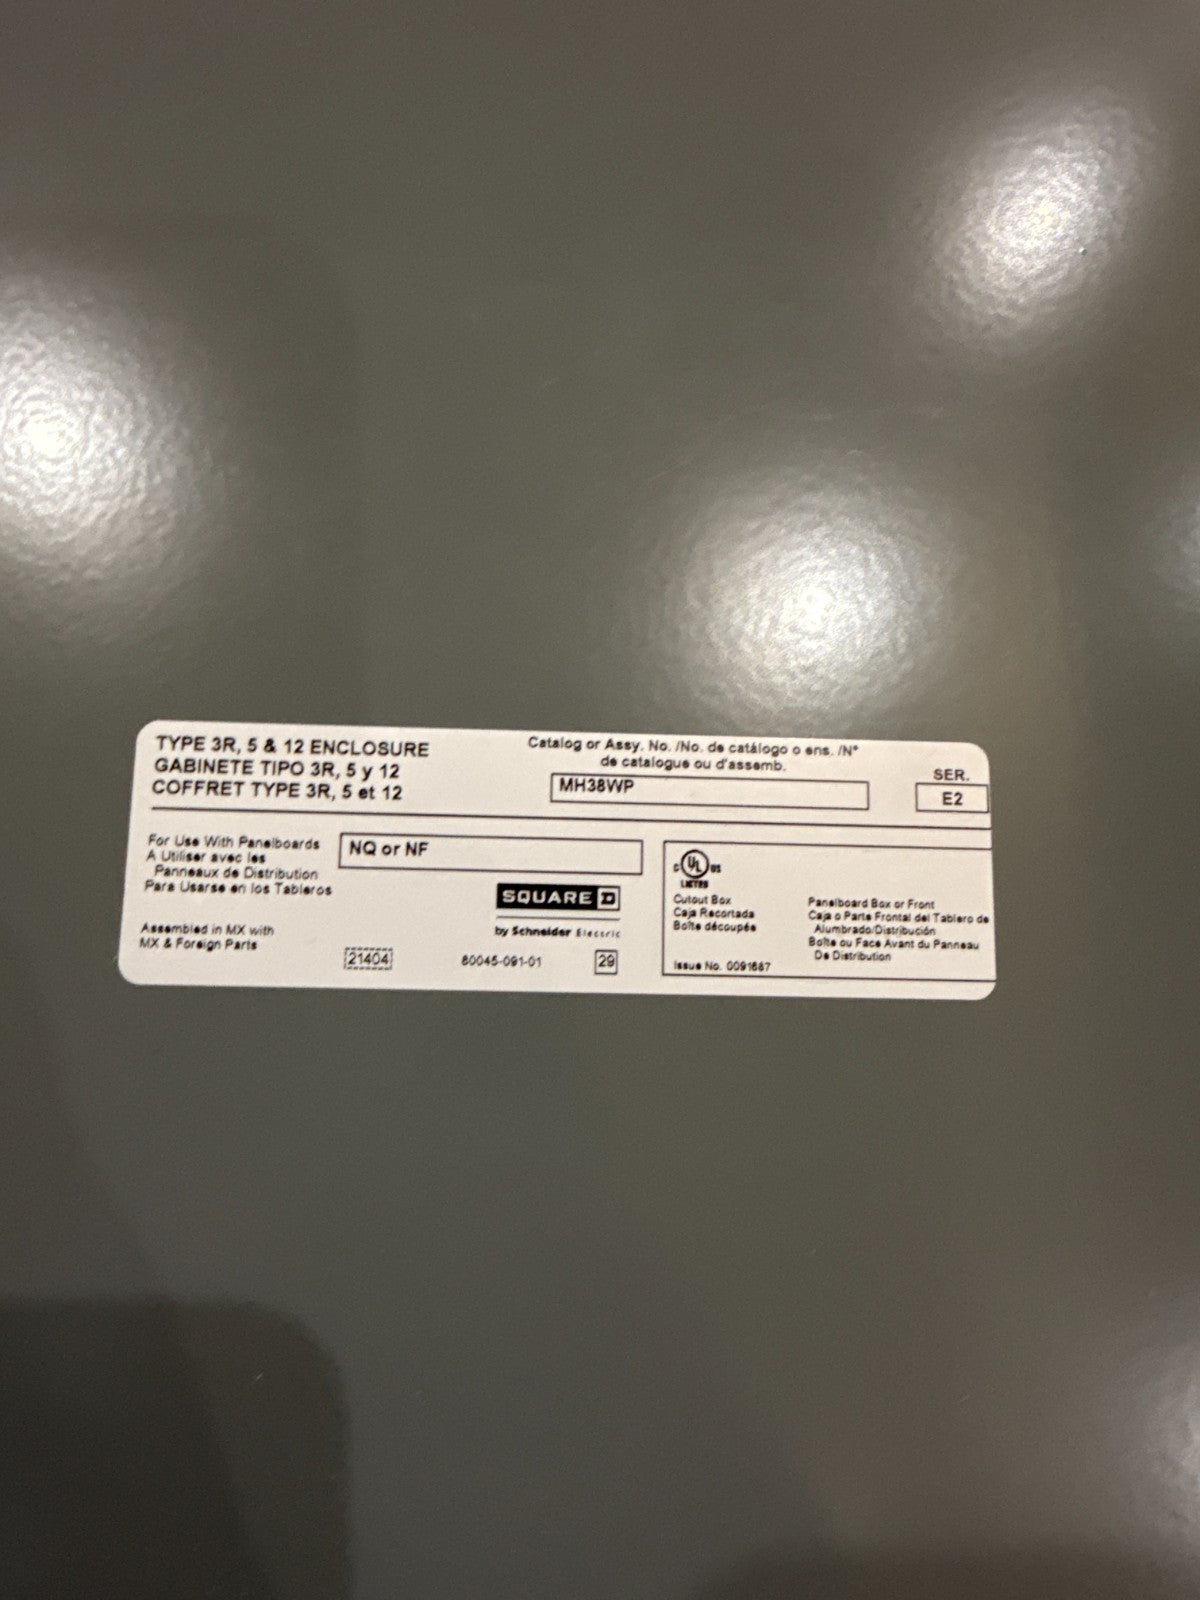 TYPE 3R, 5 & 12 ENCLOSURE
GABINETE TIPO 3R, 5 y 12
COFFRET TYPE 3R, 5 et 12
Catalog or Assy. No. /No. de catálogo o ens. /N°
de catalogue ou d'assemb.
MH38WP
SER.
E2
For Use With Panelboards
A Utiliser avec les
Panneaux de Distribution
Para Usarse en los Tableros
NQ or NF
SQUARE D
by Schneider Electric
Assembled in MX with
MX & Foreign Parts
21404
80045-091-01
29
C UL US
LISTED
Cutout Box
Caja Recortada
Boîte découpée
Panelboard Box or Front
Caja o Parte Frontal del Tablero de
Alumbrado/Distribución
Boîte ou Face Avant du Panneau
De Distribution
Issue No. 0091687